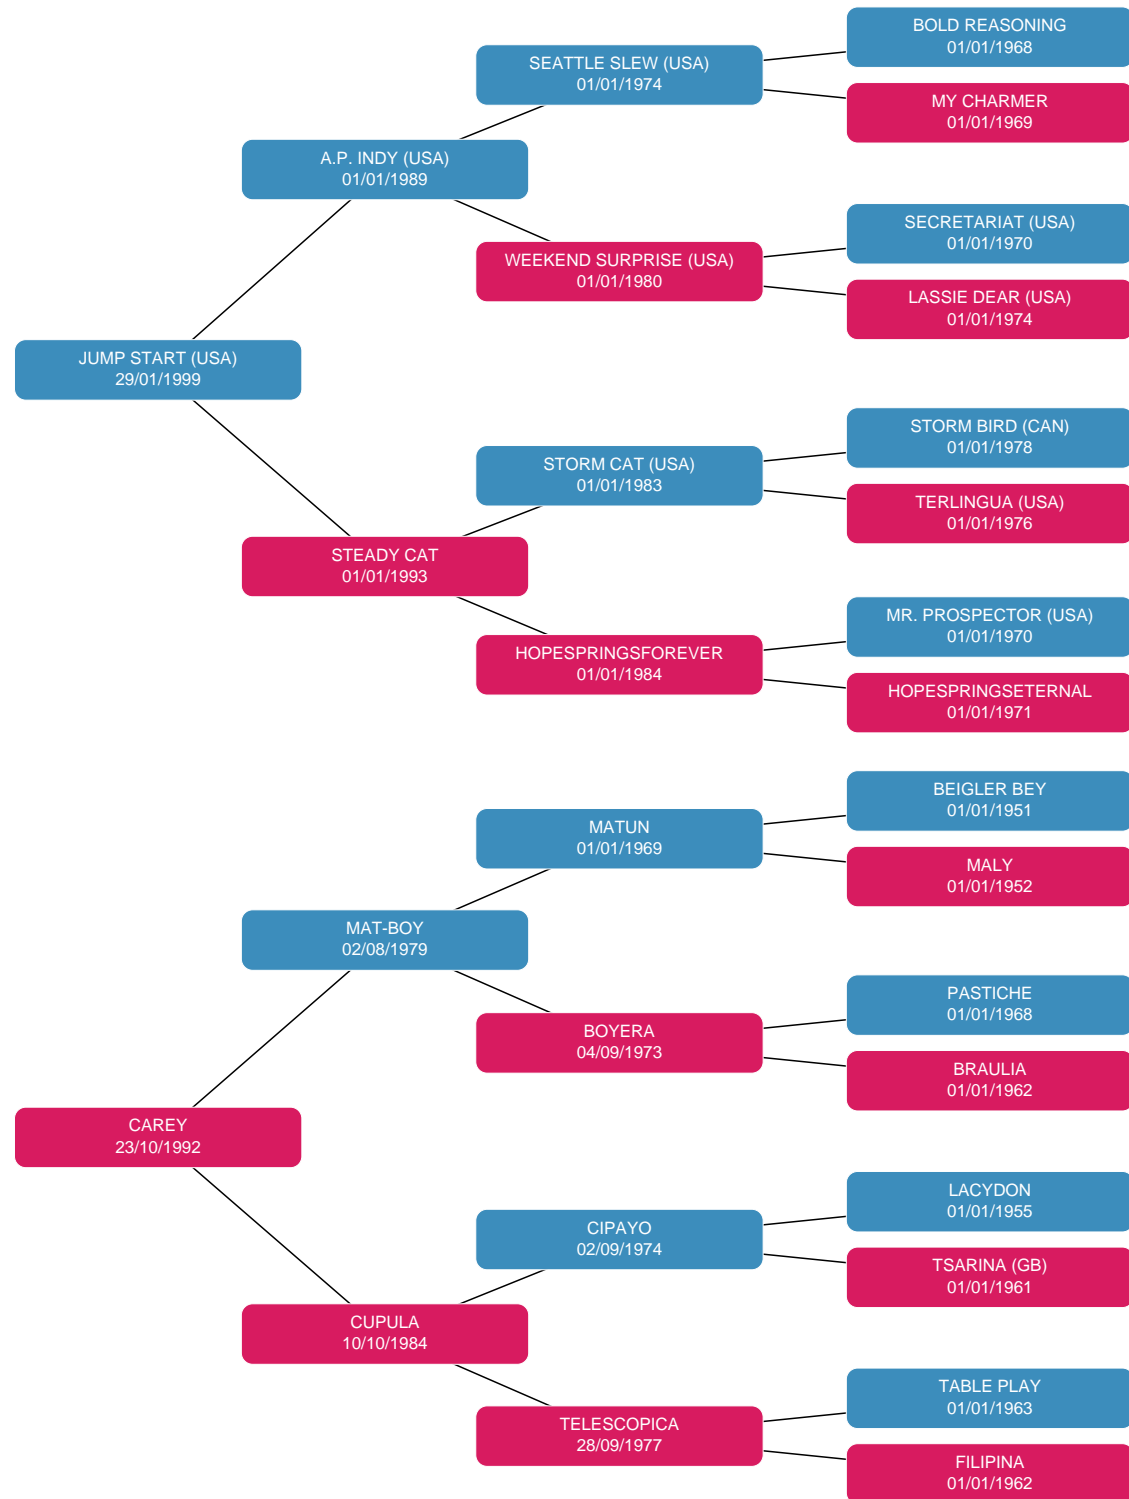 BOLD REASONING
01/01/1968
SEATTLE SLEW (USA)
01/01/1974
MY CHARMER
01/01/1969
A.P. INDY (USA)
01/01/1989
SECRETARIAT (USA)
01/01/1970
WEEKEND SURPRISE (USA)
01/01/1980
LASSIE DEAR (USA)
01/01/1974
JUMP START (USA)
29/01/1999
STORM BIRD (CAN)
01/01/1978
STORM CAT (USA)
01/01/1983
TERLINGUA (USA)
01/01/1976
STEADY CAT
01/01/1993
MR. PROSPECTOR (USA)
01/01/1970
HOPESPRINGSFOREVER
01/01/1984
HOPESPRINGSETERNAL
01/01/1971
BEIGLER BEY
01/01/1951
MATUN
01/01/1969
MALY
01/01/1952
MAT-BOY
02/08/1979
PASTICHE
01/01/1968
BOYERA
04/09/1973
BRAULIA
01/01/1962
CAREY
23/10/1992
LACYDON
01/01/1955
CIPAYO
02/09/1974
TSARINA (GB)
01/01/1961
CUPULA
10/10/1984
TABLE PLAY
01/01/1963
TELESCOPICA
28/09/1977
FILIPINA
01/01/1962